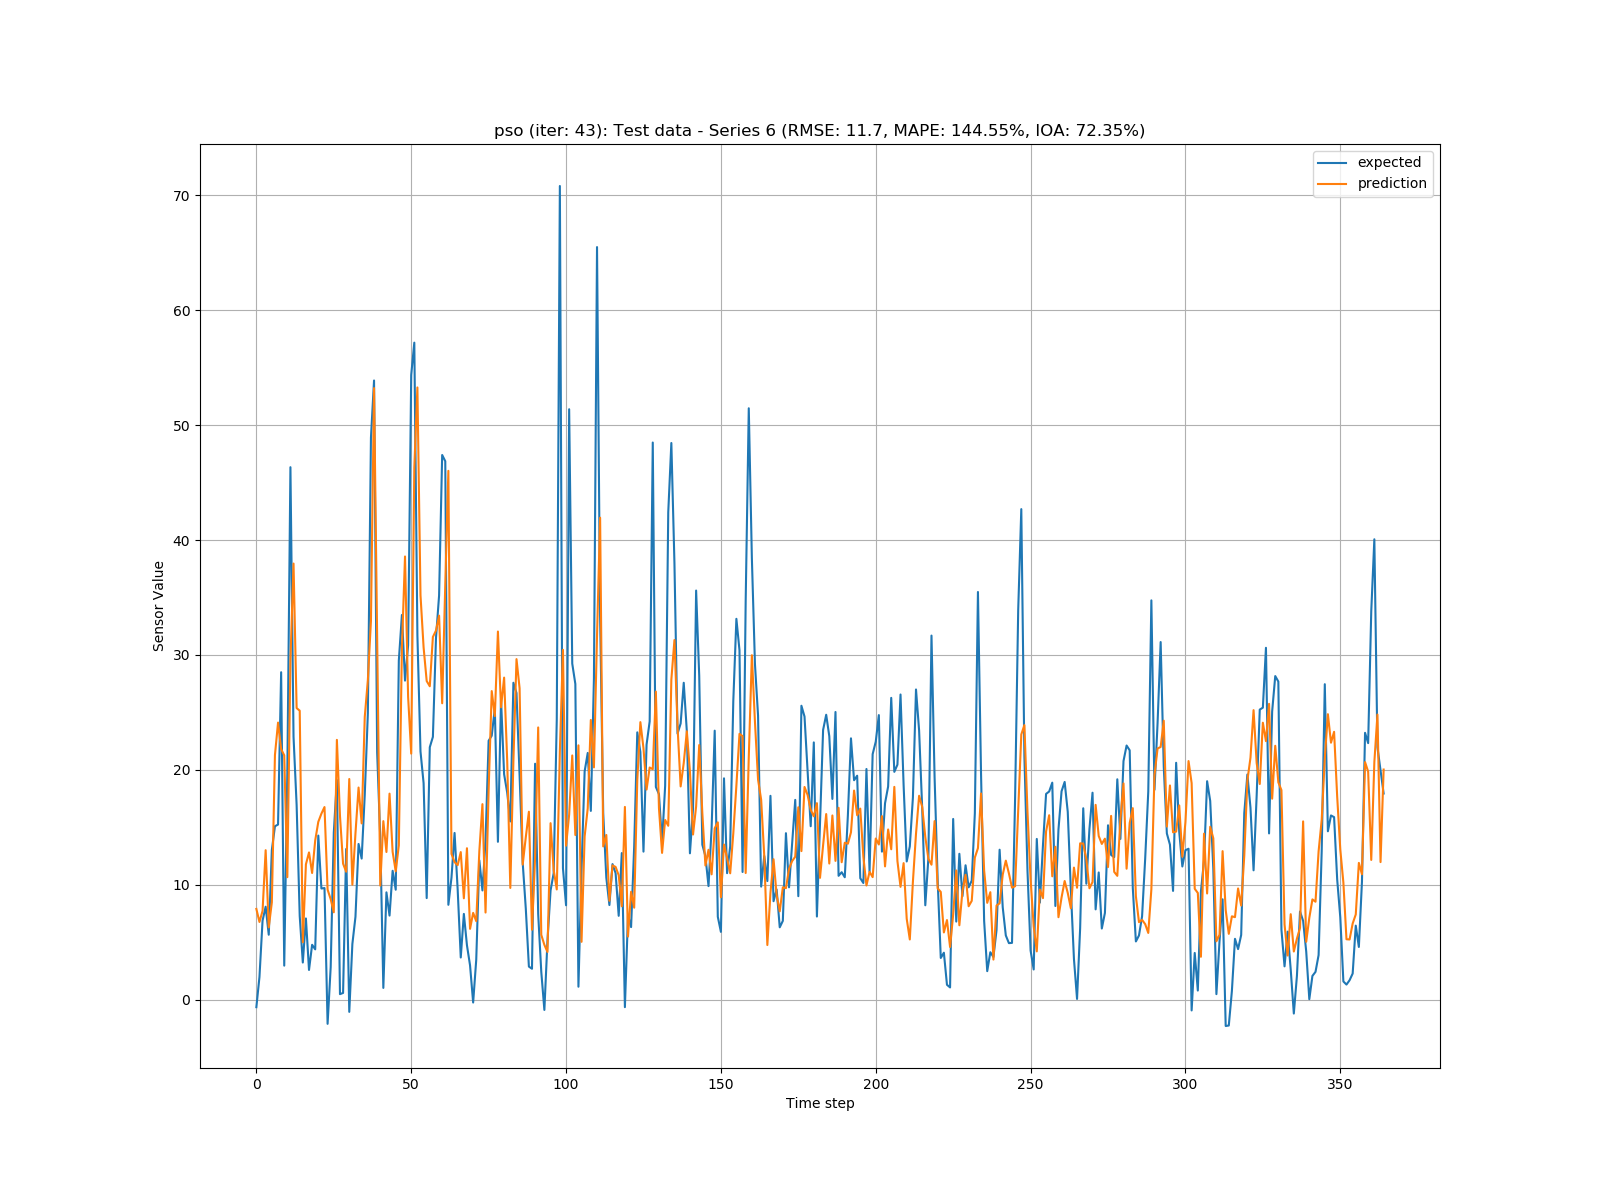 pso (iter: 43): Test data - Series 6 (RMSE: 11.7, MAPE: 144.55%, IOA: 72.35%)
expected
prediction
70
60
50
40
30
20
10
0
Sensor Value
0 50 100 150 200 250 300 350
Time step